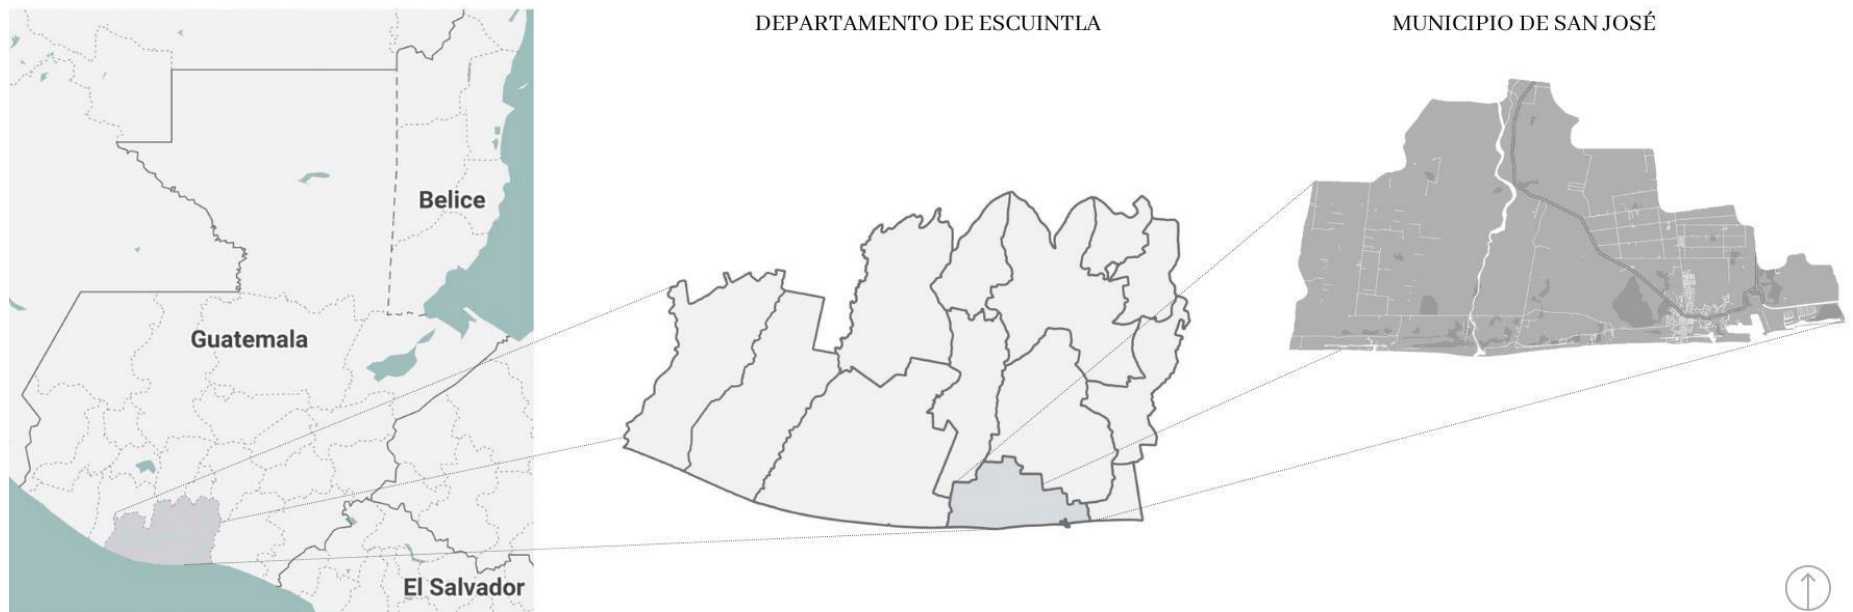 DEPARTAMENTO DE ESCUINTLA
MUNICIPIO DE SAN JOSÉ
Belice
Guatemala
El Salvador